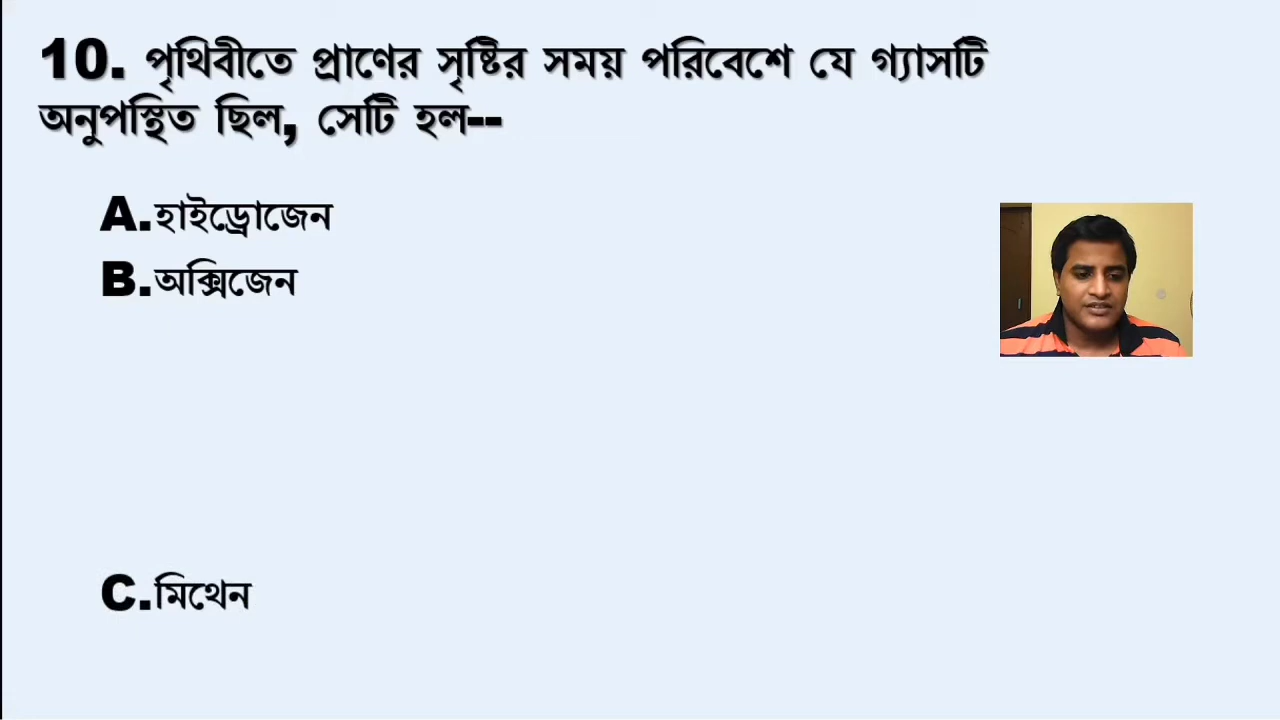 10. পৃথিবীতে প্রাণের সৃষ্টির সময় পরিবেশে যে গ্যাসটি
অনুপস্থিত ছিল, সেটি হল--
A.হাইড্রোজেন
B.অক্সিজেন
C.মিথেন